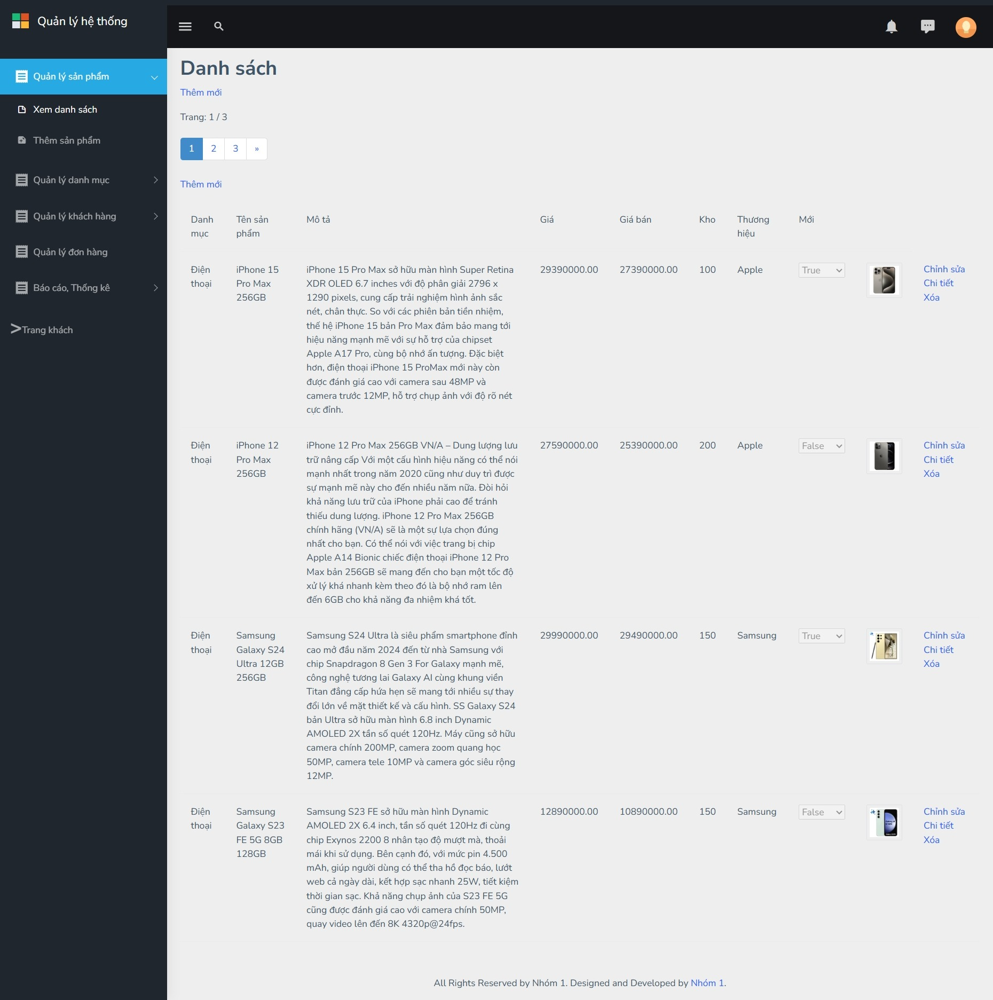 Quản lý hệ thống
Quản lý sản phẩm
Xem danh sách
Thêm sản phẩm
Quản lý danh mục
Quản lý khách hàng
Quản lý đơn hàng
Báo cáo, Thống kê
>Trang khách
Danh sách
Thêm mới
Trang: 1 / 3
1 2 3 »
Thêm mới
Danh mục Tên sản phẩm Mô tả Giá Giá bán Kho Thương hiệu Mới
Điện thoại
iPhone 15
Pro Max
256GB
iPhone 15 Pro Max sở hữu màn hình Super Retina
XDR OLED 6.7 inches với độ phân giải 2796 x
1290 pixels, cung cấp trải nghiệm hình ảnh sắc
nét, chân thực. So với các phiên bản tiền nhiệm,
thế hệ iPhone 15 bản Pro Max đảm bảo mang tới
hiệu năng mạnh mẽ với sự hỗ trợ của chipset
Apple A17 Pro, cùng bộ nhớ ấn tượng. Đặc biệt
hơn, điện thoại iPhone 15 ProMax mới này còn
được đánh giá cao với camera sau 48MP và
camera trước 12MP, hỗ trợ chụp ảnh với độ rõ nét
cực đỉnh.
29390000.00 27390000.00 100 Apple True
Chỉnh sửa
Chi tiết
Xóa
Điện thoại
iPhone 12
Pro Max
256GB
iPhone 12 Pro Max 256GB VN/A – Dung lượng lưu
trữ nâng cấp Với một cấu hình hiệu năng có thể nói
mạnh nhất trong năm 2020 cũng như duy trì được
sự mạnh mẽ này cho đến nhiều năm nữa. Đòi hỏi
khả năng lưu trữ của iPhone phải cao để tránh
thiếu dung lượng. iPhone 12 Pro Max 256GB
chính hãng (VN/A) sẽ là một sự lựa chọn đúng
nhất cho bạn. Có thể nói với việc trang bị chip
Apple A14 Bionic chiếc điện thoại iPhone 12 Pro
Max bản 256GB sẽ mang đến cho bạn một tốc độ
xử lý khá nhanh kèm theo đó là bộ nhớ ram lên
đến 6GB cho khả năng đa nhiệm khá tốt.
27590000.00 25390000.00 200 Apple False
Chỉnh sửa
Chi tiết
Xóa
Điện thoại
Samsung
Galaxy S24
Ultra 12GB
256GB
Samsung S24 Ultra là siêu phẩm smartphone đỉnh
cao mở đầu năm 2024 đến từ nhà Samsung với
chip Snapdragon 8 Gen 3 For Galaxy mạnh mẽ,
công nghệ tương lai Galaxy AI cùng khung viền
Titan đẳng cấp hứa hẹn sẽ mang tới nhiều sự thay
đổi lớn về mặt thiết kế và cấu hình. SS Galaxy S24
bản Ultra sở hữu màn hình 6.8 inch Dynamic
AMOLED 2X tần số quét 120Hz. Máy cũng sở hữu
camera chính 200MP, camera zoom quang học
50MP, camera tele 10MP và camera góc siêu rộng
12MP.
29990000.00 29490000.00 150 Samsung True
Chỉnh sửa
Chi tiết
Xóa
Điện thoại
Samsung
Galaxy S23
FE 5G 8GB
128GB
Samsung S23 FE sở hữu màn hình Dynamic
AMOLED 2X 6.4 inch, tần số quét 120Hz đi cùng
chip Exynos 2200 8 nhân tạo độ mượt mà, thoải
mái khi sử dụng. Bên cạnh đó, với mức pin 4.500
mAh, giúp người dùng có thể tha hồ đọc báo, lướt
web cả ngày dài, kết hợp sạc nhanh 25W, tiết kiệm
thời gian sạc. Khả năng chụp ảnh của S23 FE 5G
cũng được đánh giá cao với camera chính 50MP,
quay video lên đến 8K 4320p@24fps.
12890000.00 10890000.00 150 Samsung False
Chỉnh sửa
Chi tiết
Xóa
All Rights Reserved by Nhóm 1. Designed and Developed by Nhóm 1.